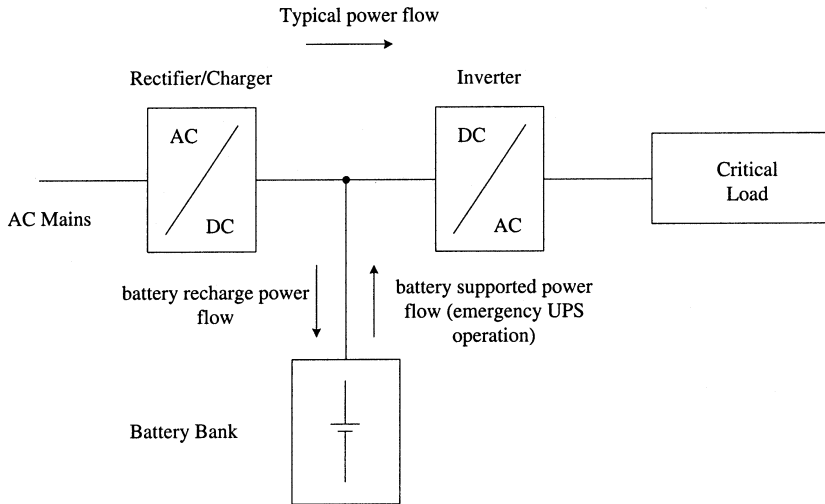 Typical power flow
Rectifier/Charger
Inverter
AC
DC
DC
AC
Critical
Load
AC Mains
battery recharge power
flow
battery supported power
flow (emergency UPS
operation)
Battery Bank